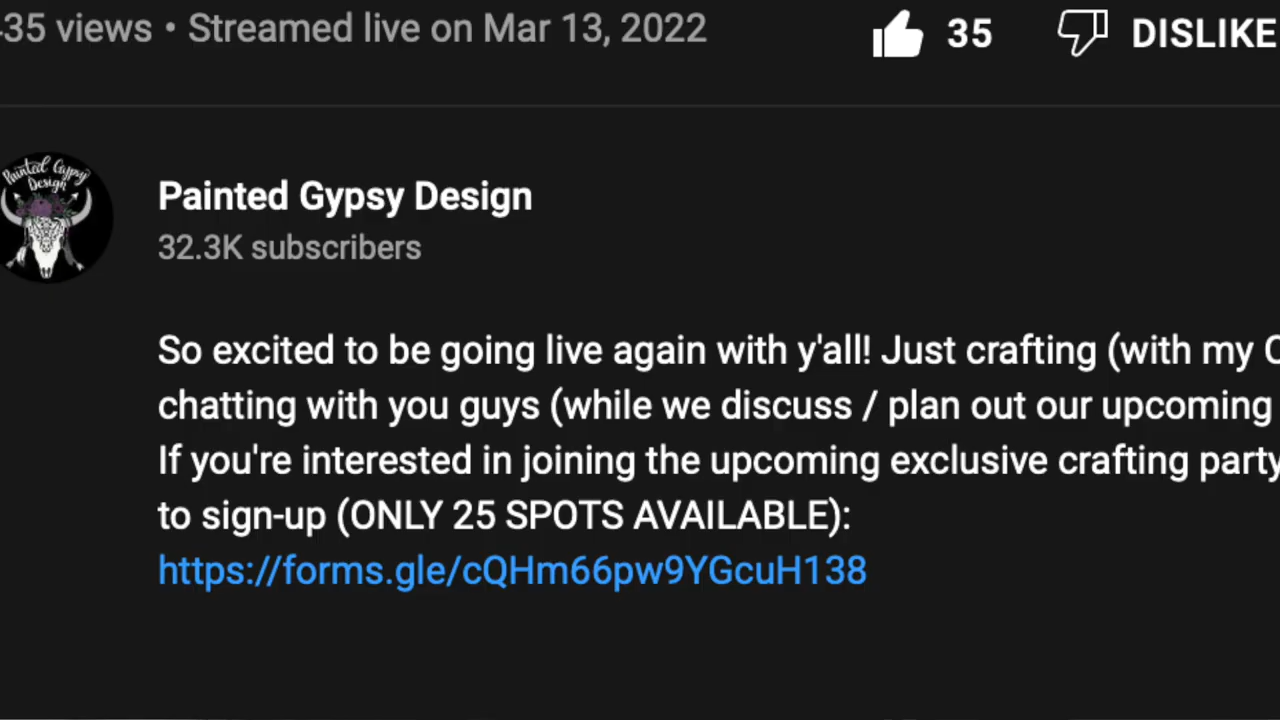 35 views • Streamed live on Mar 13, 2022
35
DISLIKE
Painted Gypsy Design
Painted Gypsy Design
32.3K subscribers
So excited to be going live again with y'all! Just crafting (with my
chatting with you guys (while we discuss / plan out our upcoming
If you're interested in joining the upcoming exclusive crafting party
to sign-up (ONLY 25 SPOTS AVAILABLE):
https://forms.gle/cQHm66pw9YGcuH138